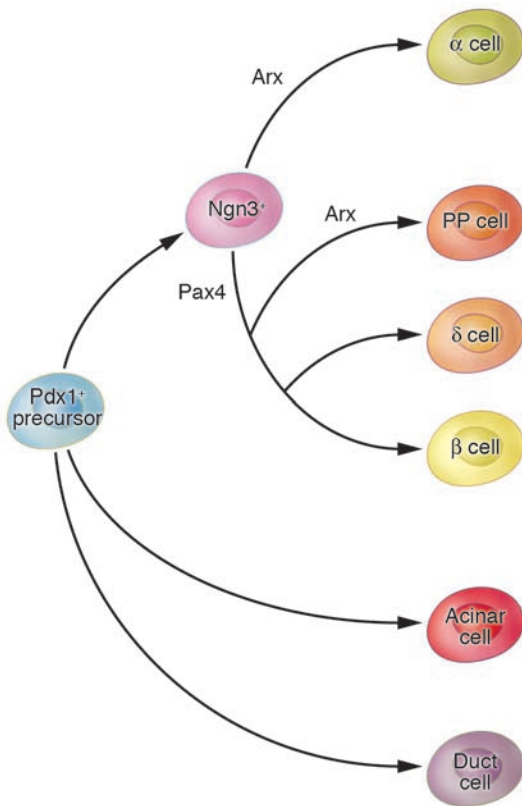 α cell
Arx
Ngn3⁺
Arx
PP cell
Pax4
δ cell
Pdx1⁺
precursor
β cell
Acinar
cell
Duct
cell